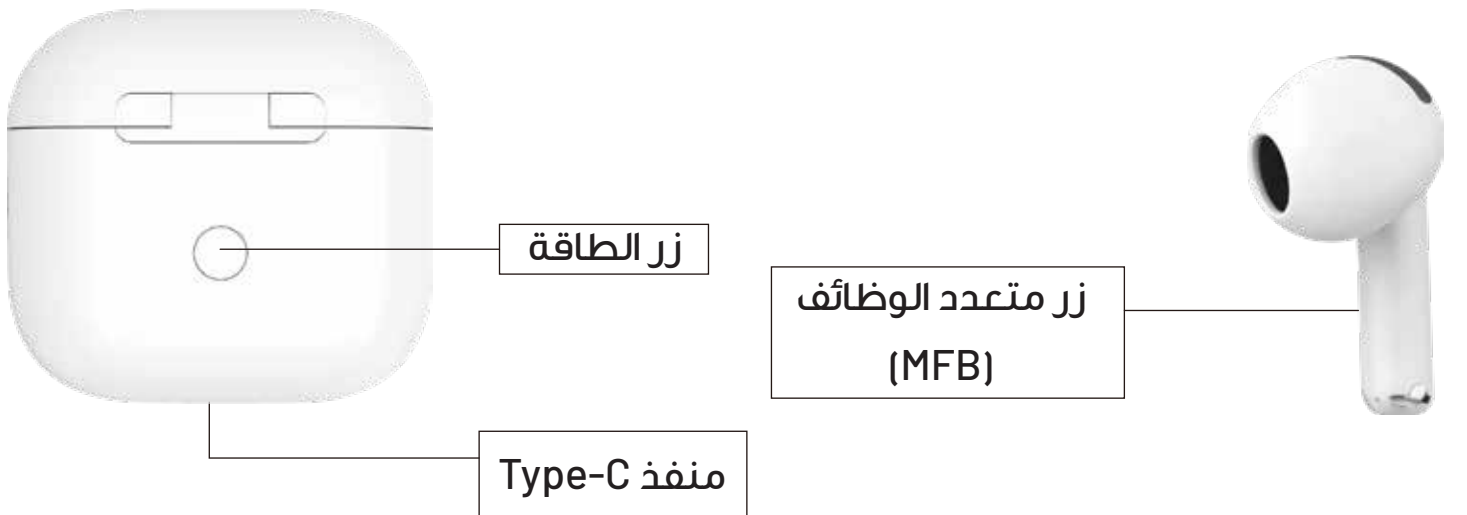 زر الطاقة
زر متعدد الوظائف
(MFB)
منفذ Type-C